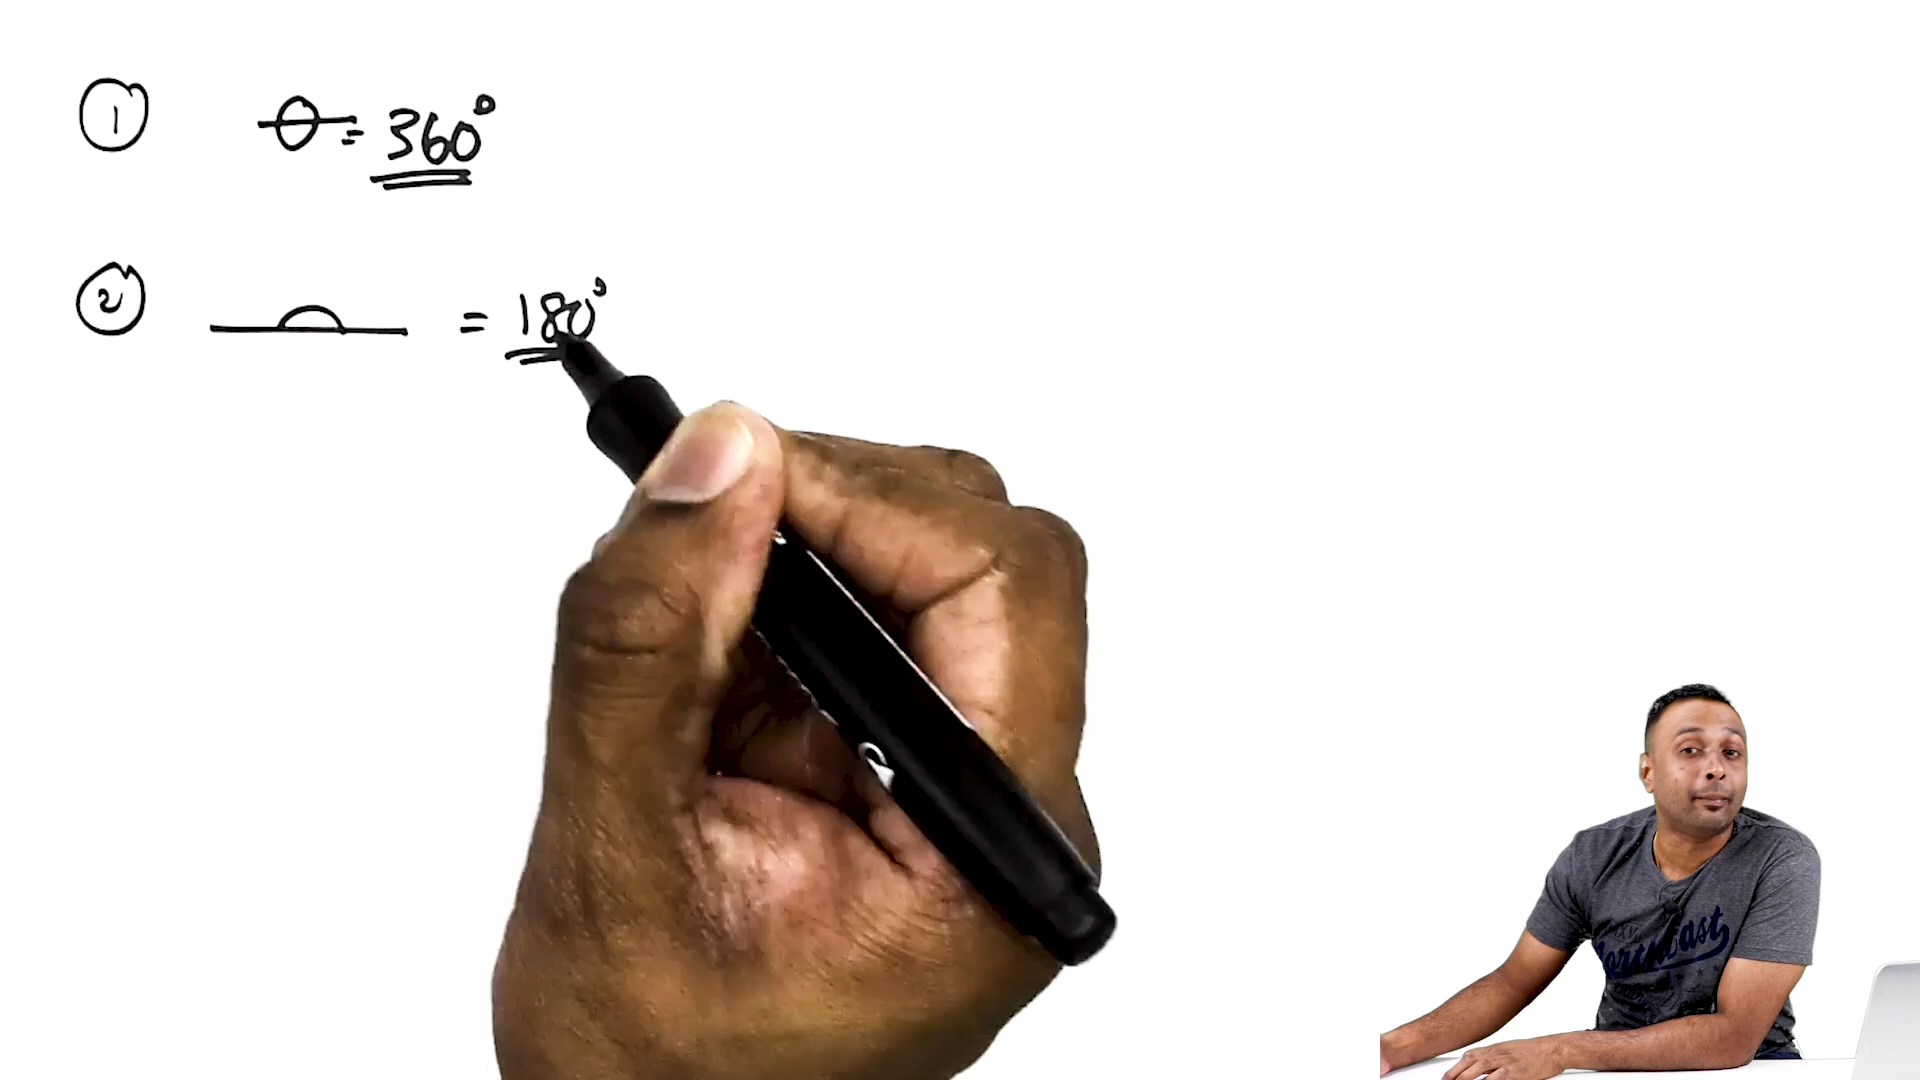 1 = 360°
2 = 180°